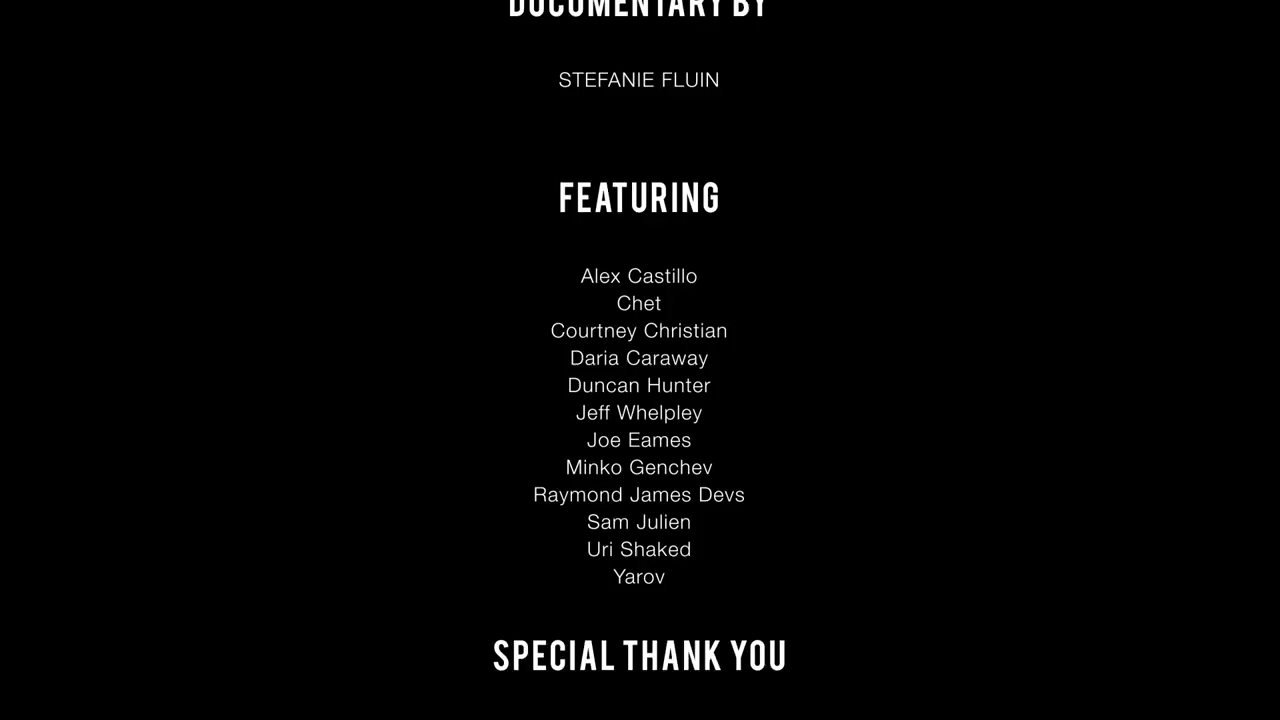 DOCUMENTARY BY
STEFANIE FLUIN
FEATURING
Alex Castillo
Chet
Courtney Christian
Daria Caraway
Duncan Hunter
Jeff Whelpley
Joe Eames
Minko Genchev
Raymond James Devs
Sam Julien
Uri Shaked
Yarov
SPECIAL THANK YOU